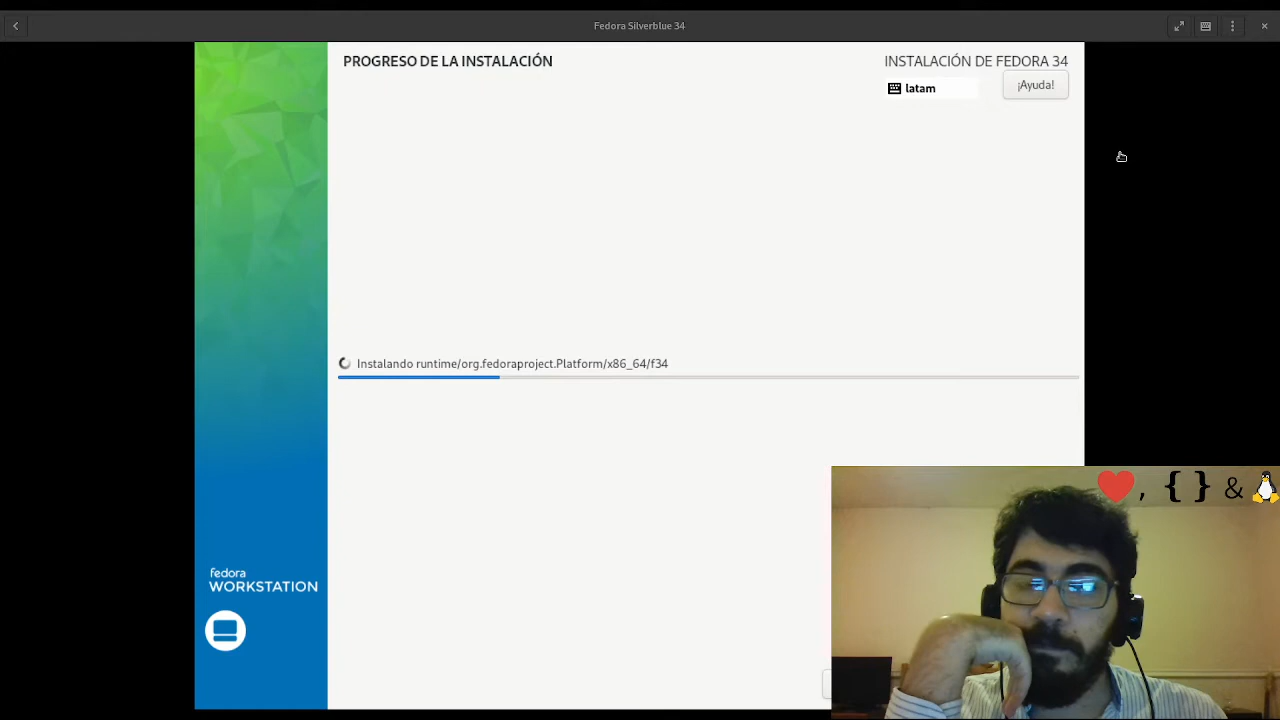 Fedora Silverblue 34
PROGRESO DE LA INSTALACIÓN
INSTALACIÓN DE FEDORA 34
latam
¡Ayuda!
Instalando runtime/org.fedoraproject.Platform/x86_64/f34
, { } &
fedora
WORKSTATION